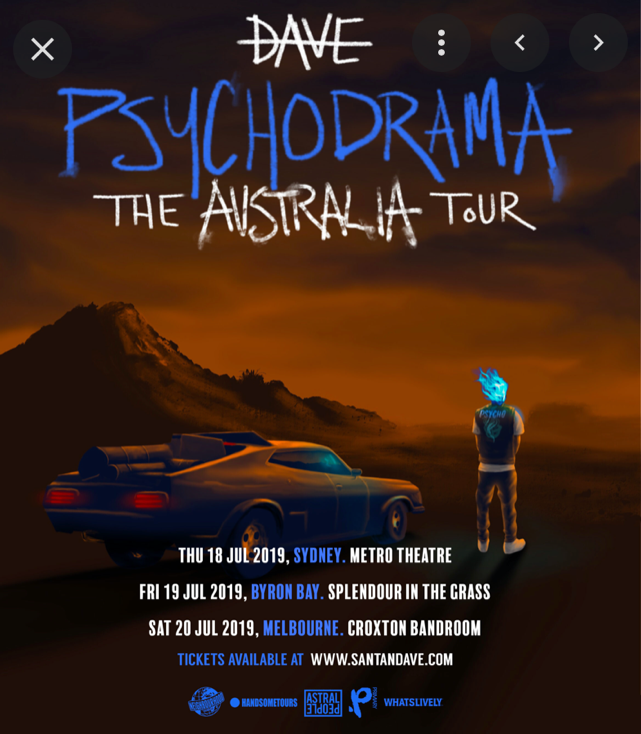 DAVE
PSYCHODRAMA
THE AUSTRALIA TOUR
PSYCHO
THU 18 JUL 2019, SYDNEY. METRO THEATRE
FRI 19 JUL 2019, BYRON BAY. SPLENDOUR IN THE GRASS
SAT 20 JUL 2019, MELBOURNE. CROXTON BANDROOM
TICKETS AVAILABLE AT WWW.SANTANDAVE.COM
NEIGHBOURHOOD HANDSOMETOURS ASTRAL PEOPLE WHATSLIVELY